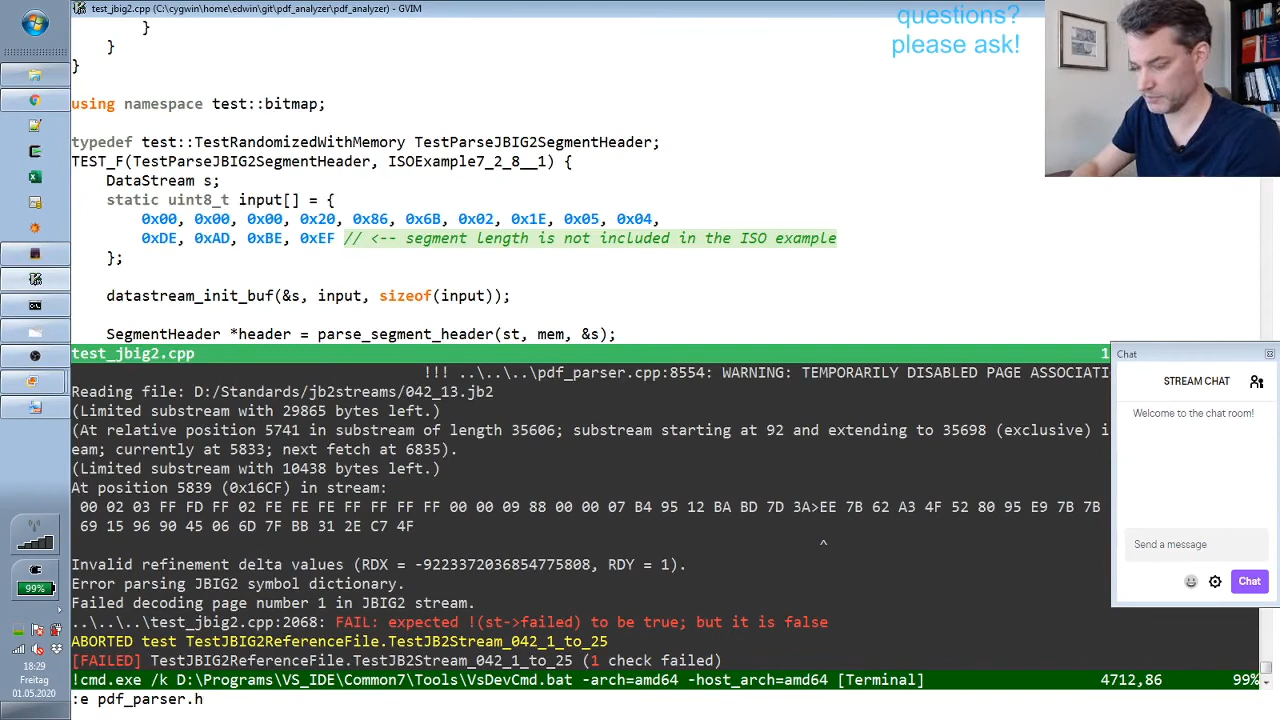 test_jbig2.cpp (C:\cygwin\home\edwin\git\pdf_analyzer\pdf_analyzer) - GVIM
questions?
please ask!
}
}
}
using namespace test::bitmap;
typedef test::TestRandomizedWithMemory TestParseJBIG2SegmentHeader;
TEST_F(TestParseJBIG2SegmentHeader, ISOExample7_2_8__1) {
DataStream s;
static uint8_t input[] = {
0x00, 0x00, 0x00, 0x20, 0x86, 0x6B, 0x02, 0x1E, 0x05, 0x04,
0xDE, 0xAD, 0xBE, 0xEF // <-- segment length is not included in the ISO example
};
datastream_init_buf(&s, input, sizeof(input));
SegmentHeader *header = parse_segment_header(st, mem, &s);
test_jbig2.cpp 1
!!! ..\..\..\pdf_parser.cpp:8554: WARNING: TEMPORARILY DISABLED PAGE ASSOCIATI
Reading file: D:/Standards/jb2streams/042_13.jb2
(Limited substream with 29865 bytes left.)
(At relative position 5741 in substream of length 35606; substream starting at 92 and extending to 35698 (exclusive) i
eam; currently at 5833; next fetch at 6835).
(Limited substream with 10438 bytes left.)
At position 5839 (0x16CF) in stream:
00 02 03 FF FD FF 02 FE FE FE FF FF FF FF 00 00 09 88 00 00 07 B4 95 12 BA BD 7D 3A>EE 7B 62 A3 4F 52 80 95 E9 7B 7B
69 15 96 90 45 06 6D 7F BB 31 2E C7 4F
^
Invalid refinement delta values (RDX = -9223372036854775808, RDY = 1).
Error parsing JBIG2 symbol dictionary.
Failed decoding page number 1 in JBIG2 stream.
..\..\..\test_jbig2.cpp:2068: FAIL: expected !(st->failed) to be true; but it is false
ABORTED test TestJBIG2ReferenceFile.TestJB2Stream_042_1_to_25
[FAILED] TestJBIG2ReferenceFile.TestJB2Stream_042_1_to_25 (1 check failed)
!cmd.exe /k D:\Programs\VS_IDE\Common7\Tools\VsDevCmd.bat -arch=amd64 -host_arch=amd64 [Terminal] 4712,86 99%
:e pdf_parser.h
Chat
STREAM CHAT
Welcome to the chat room!
Send a message
Chat
99%
18:29
Freitag
01.05.2020